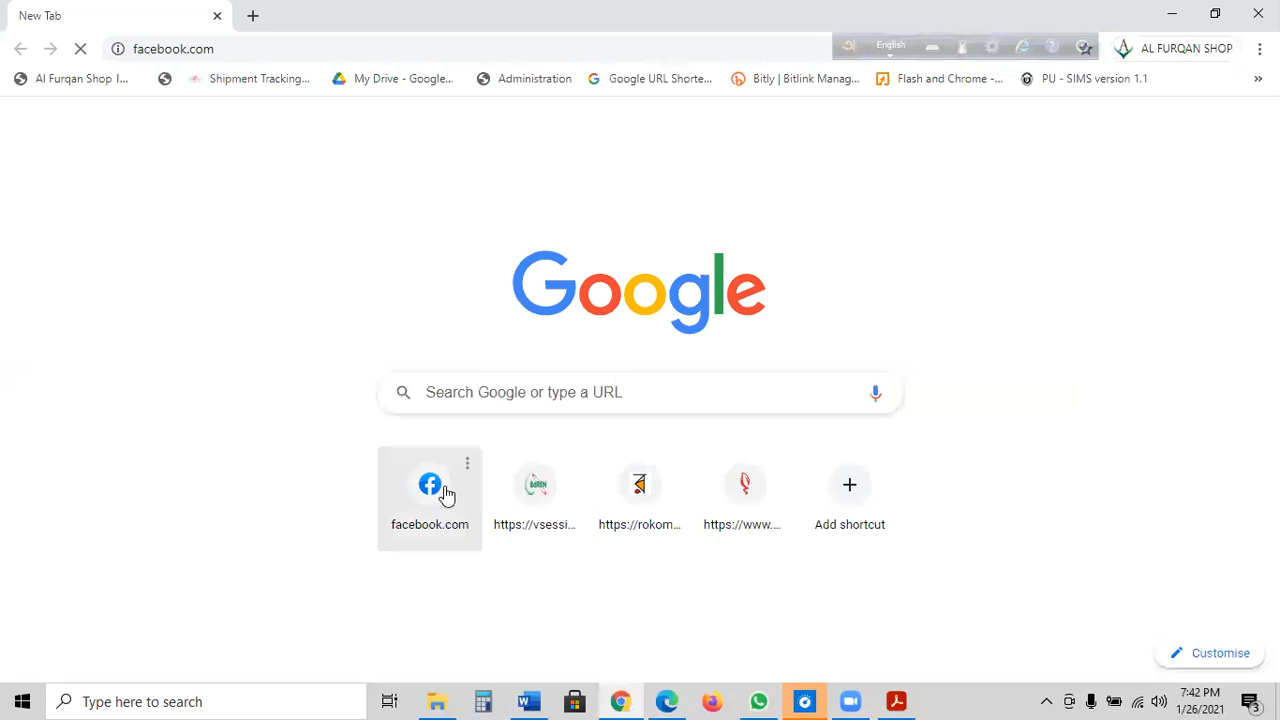 New Tab
facebook.com
English
AL FURQAN SHOP
Al Furqan Shop I...
Shipment Tracking...
My Drive - Google...
Administration
Google URL Shorte...
Bitly | Bitlink Manag...
Flash and Chrome -...
PU - SIMS version 1.1
Google
Search Google or type a URL
facebook.com
https://vsessi...
https://rokom...
https://www....
Add shortcut
Customise
Type here to search
7:42 PM
1/26/2021
3